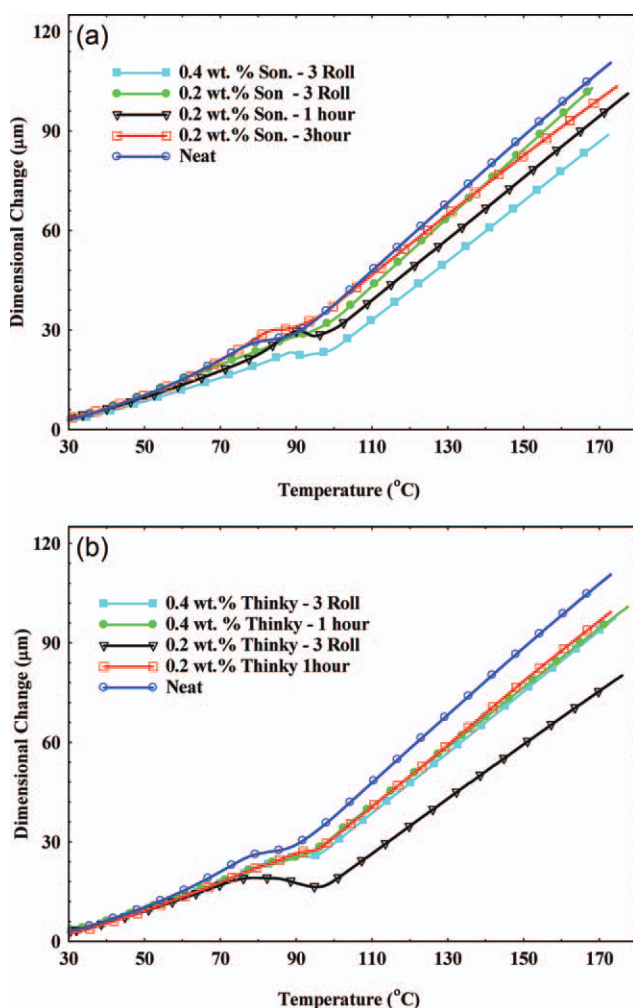 (a)
120
90
60
30
0
Dimensional Change (µm)
0.4 wt. % Son. - 3 Roll
0.2 wt.% Son - 3 Roll
0.2 wt.% Son. - 1 hour
0.2 wt.% Son. - 3hour
Neat
30 50 70 90 110 130 150 170
Temperature (°C)
(b)
120
90
60
30
0
Dimensional Change (µm)
0.4 wt.% Thinky - 3 Roll
0.4 wt.% Thinky - 1 hour
0.2 wt.% Thinky - 3 Roll
0.2 wt.% Thinky 1hour
Neat
30 50 70 90 110 130 150 170
Temperature (°C)